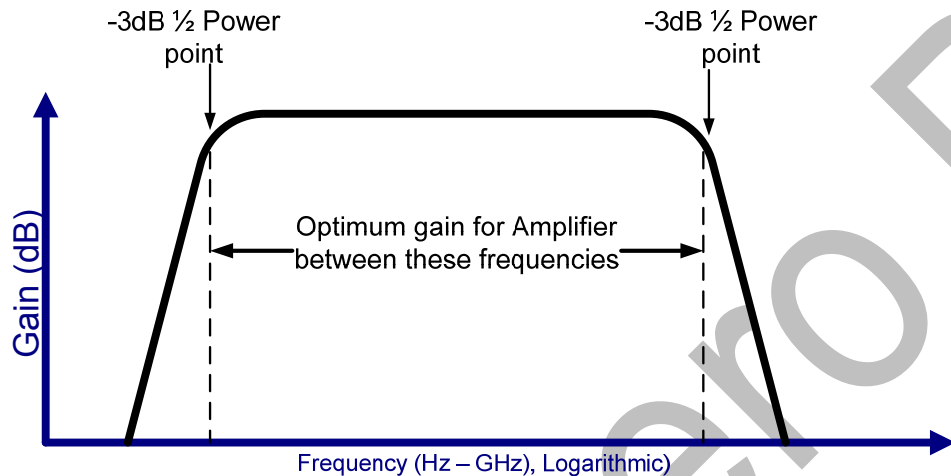 -3dB ½ Power
point
-3dB ½ Power
point
Gain (dB)
Optimum gain for Amplifier
between these frequencies
Frequency (Hz – GHz), Logarithmic)
ero